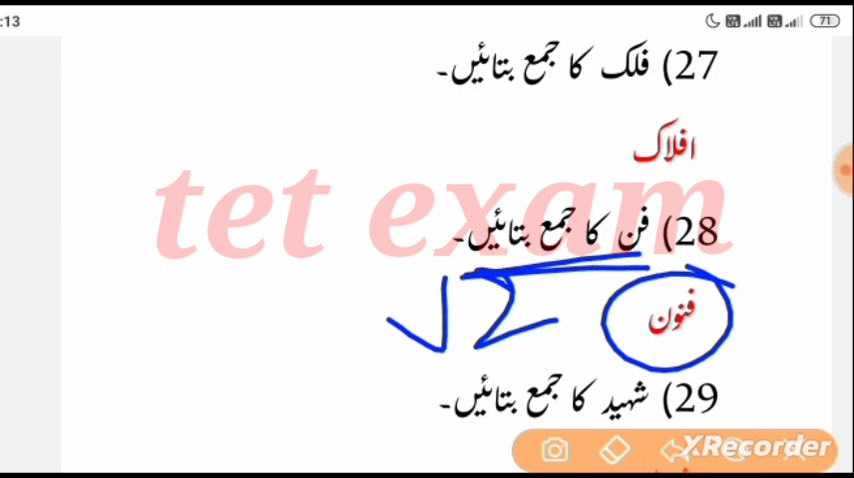 :13
71
27) فلک کا جمع بتائیں۔
افلاک
tet exam
28) فن کا جمع بتائیں۔
فنون
29) شہید کا جمع بتائیں۔
XRecorder